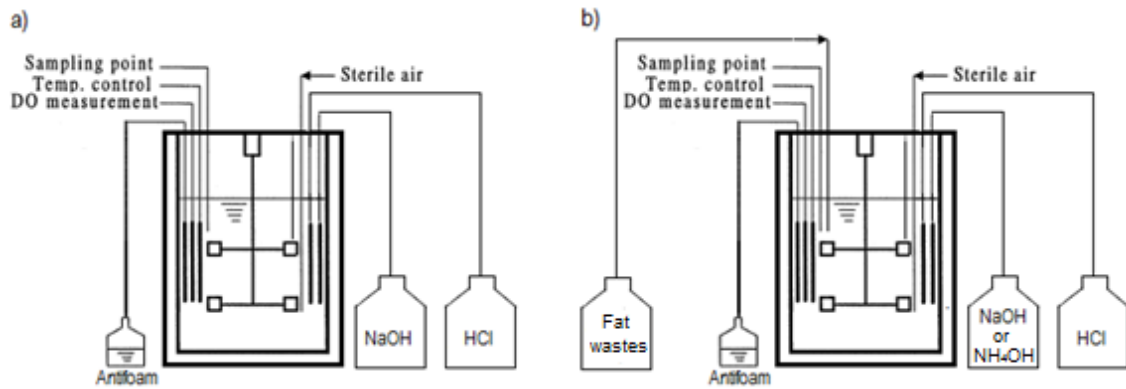 a)
Sampling point
Temp. control
DO measurement
Sterile air
NaOH
HCl
Antifoam
b)
Sampling point
Temp. control
DO measurement
Sterile air
Fat
wastes
NaOH
or
NH₄OH
HCl
Antifoam